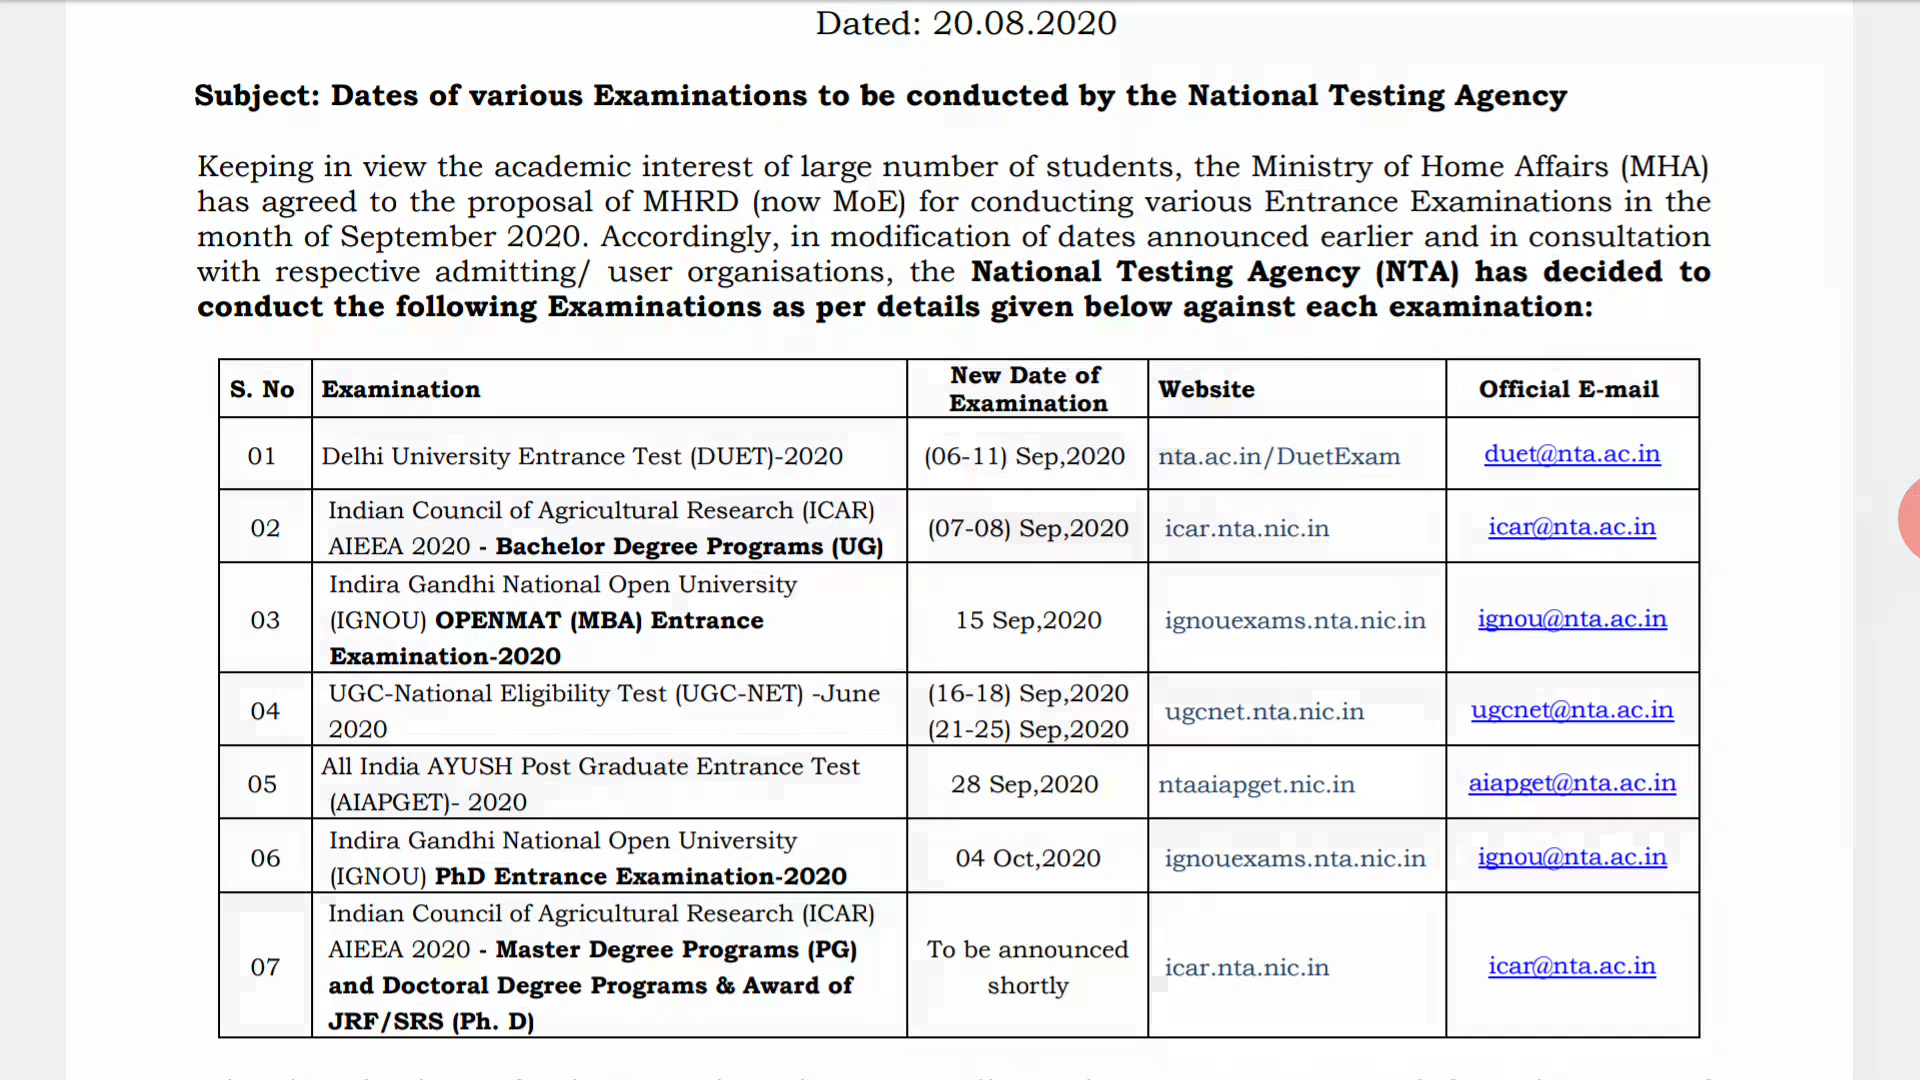 Dated: 20.08.2020
Subject: Dates of various Examinations to be conducted by the National Testing Agency
Keeping in view the academic interest of large number of students, the Ministry of Home Affairs (MHA)
has agreed to the proposal of MHRD (now MoE) for conducting various Entrance Examinations in the
month of September 2020. Accordingly, in modification of dates announced earlier and in consultation
with respective admitting/ user organisations, the National Testing Agency (NTA) has decided to
conduct the following Examinations as per details given below against each examination:
S. No Examination New Date of Examination Website Official E-mail
01 Delhi University Entrance Test (DUET)-2020 (06-11) Sep,2020 nta.ac.in/DuetExam duet@nta.ac.in
02 Indian Council of Agricultural Research (ICAR)
AIEEA 2020 - Bachelor Degree Programs (UG) (07-08) Sep,2020 icar.nta.nic.in icar@nta.ac.in
03 Indira Gandhi National Open University
(IGNOU) OPENMAT (MBA) Entrance
Examination-2020 15 Sep,2020 ignouexams.nta.nic.in ignou@nta.ac.in
04 UGC-National Eligibility Test (UGC-NET) -June
2020 (16-18) Sep,2020
(21-25) Sep,2020 ugcnet.nta.nic.in ugcnet@nta.ac.in
05 All India AYUSH Post Graduate Entrance Test
(AIAPGET)- 2020 28 Sep,2020 ntaaiapget.nic.in aiapget@nta.ac.in
06 Indira Gandhi National Open University
(IGNOU) PhD Entrance Examination-2020 04 Oct,2020 ignouexams.nta.nic.in ignou@nta.ac.in
07 Indian Council of Agricultural Research (ICAR)
AIEEA 2020 - Master Degree Programs (PG)
and Doctoral Degree Programs & Award of
JRF/SRS (Ph. D) To be announced
shortly icar.nta.nic.in icar@nta.ac.in